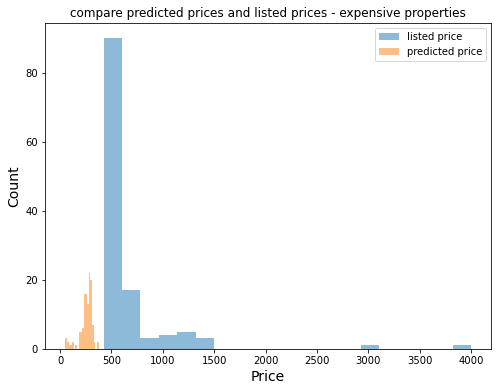 compare predicted prices and listed prices - expensive properties
listed price
predicted price
Count
80
60
40
20
0
0 500 1000 1500 2000 2500 3000 3500 4000
Price